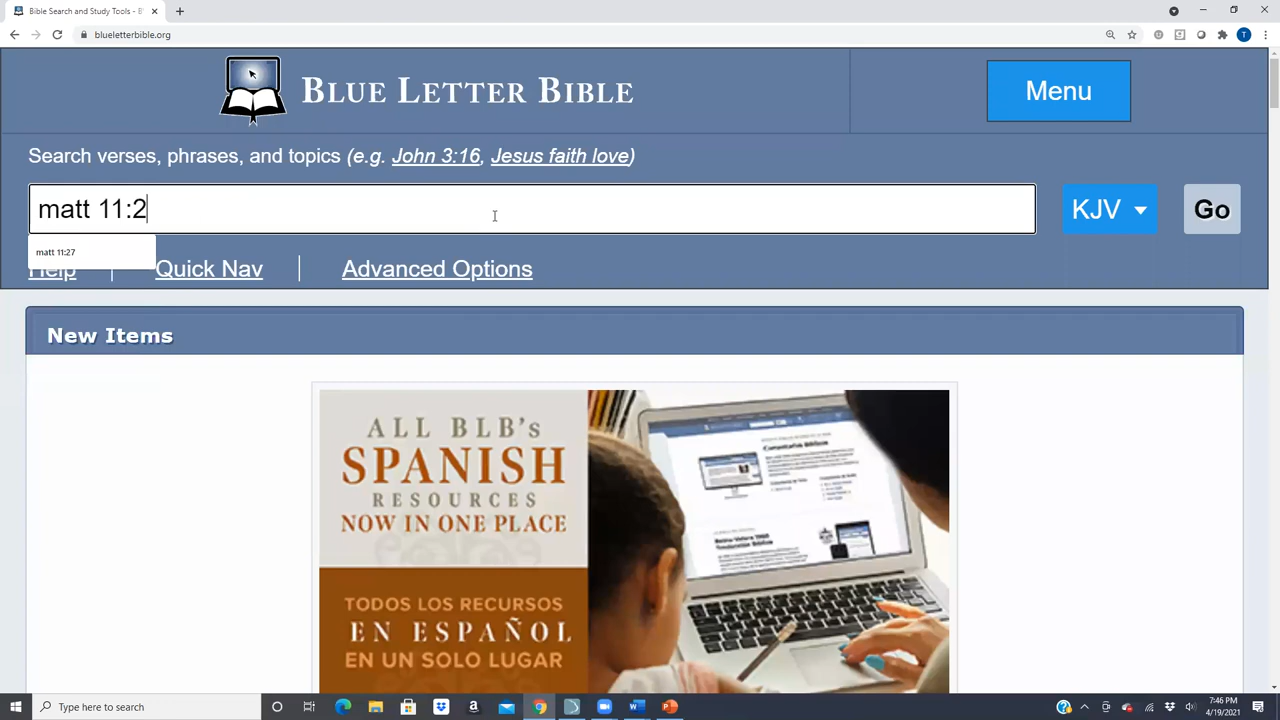 Bible Search and Study Tools - B
blueletterbible.org
T
BLUE LETTER BIBLE
Menu
Search verses, phrases, and topics (e.g. John 3:16, Jesus faith love)
matt 11:2
KJV
Go
matt 11:27
Help
Quick Nav
Advanced Options
New Items
ALL BLB's
SPANISH
RESOURCES
NOW IN ONE PLACE
TODOS LOS RECURSOS
EN ESPAÑOL
EN UN SOLO LUGAR
Type here to search
7:46 PM
4/19/2021